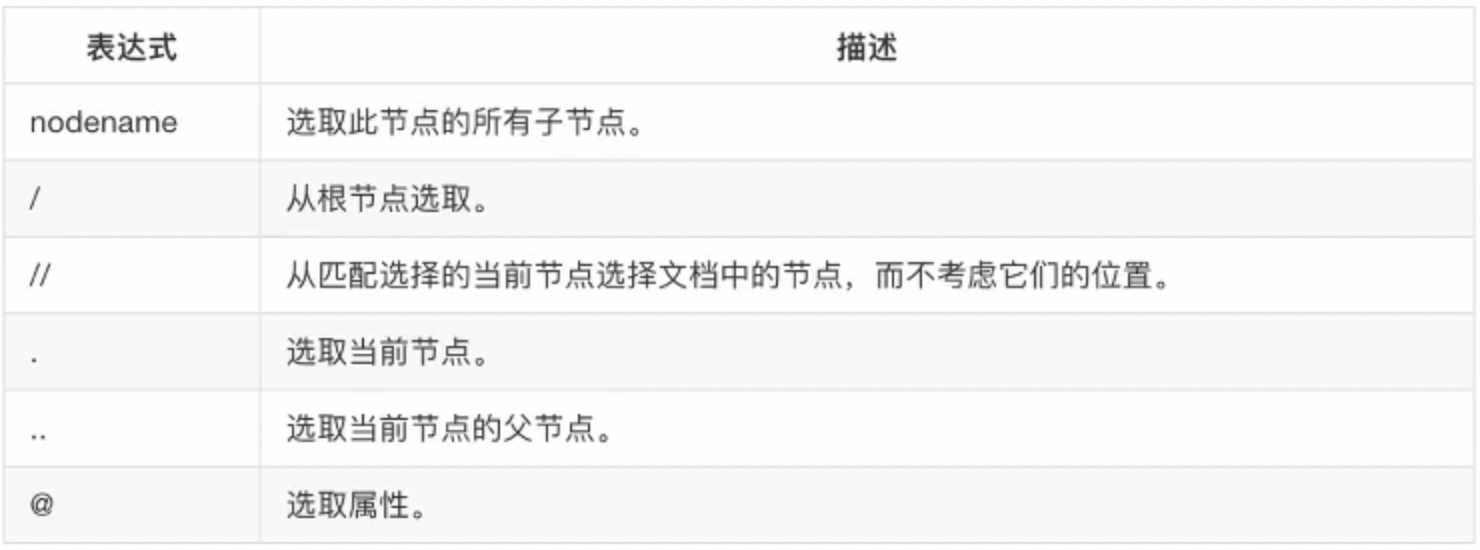 表达式 描述
nodename 选取此节点的所有子节点。
/ 从根节点选取。
// 从匹配选择的当前节点选择文档中的节点，而不考虑它们的位置。
. 选取当前节点。
.. 选取当前节点的父节点。
@ 选取属性。